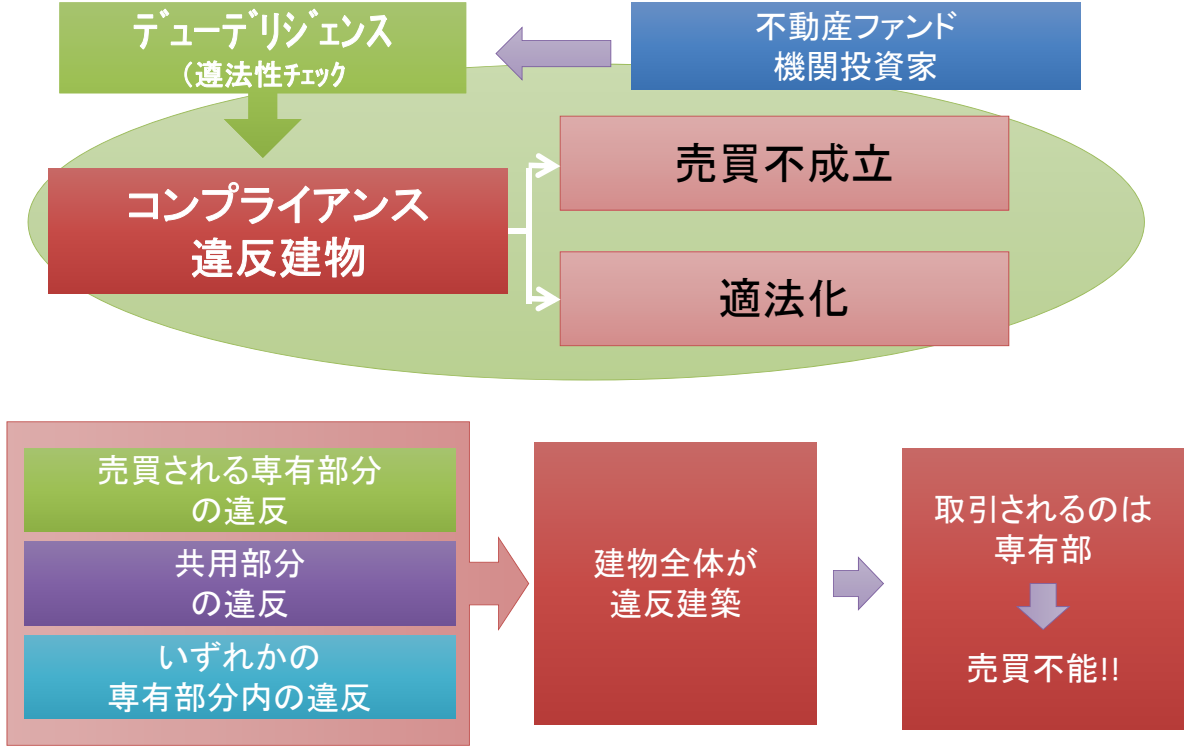 デューデリジェンス
(遵法性チェック
不動産ファンド
機関投資家
コンプライアンス
違反建物
売買不成立
適法化
売買される専有部分
の違反
共用部分
の違反
いずれかの
専有部分内の違反
建物全体が
違反建築
取引されるのは
専有部
売買不能!!